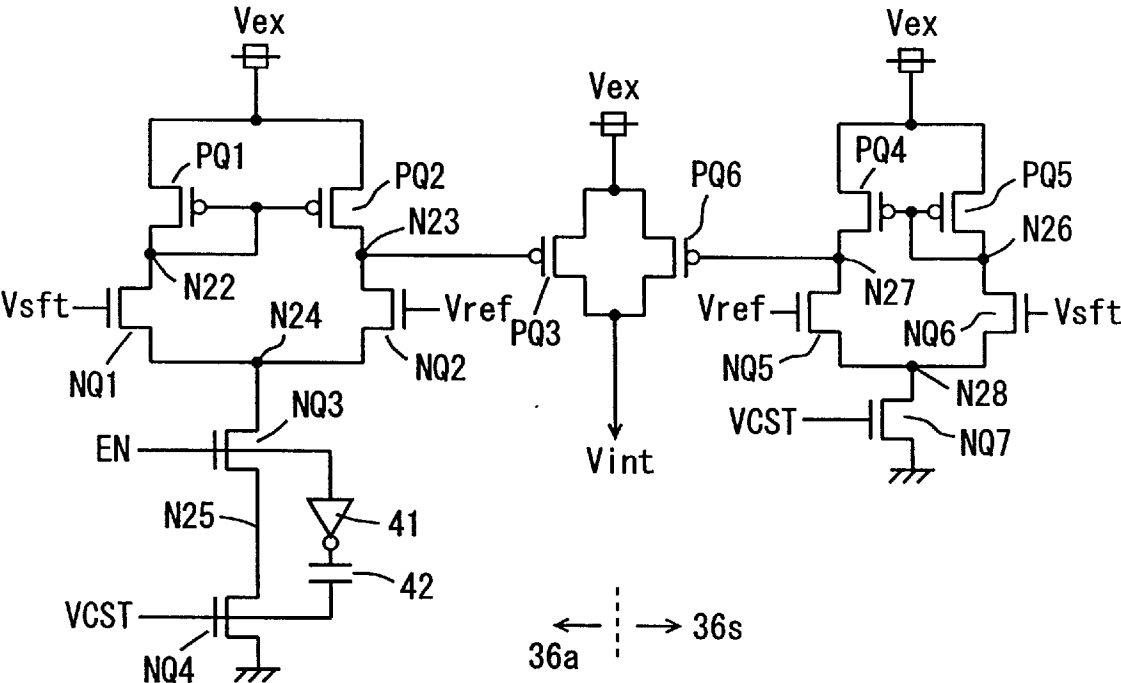 Vex
Vex
Vex
PQ1
PQ2
PQ6
PQ4
PQ5
N23
N26
N22
N27
Vsft
Vref
PQ3
Vref
NQ6
Vsft
N24
NQ1
NQ2
NQ5
N28
NQ3
VCST
NQ7
EN
Vint
N25
41
42
VCST
36s
36a
NQ4